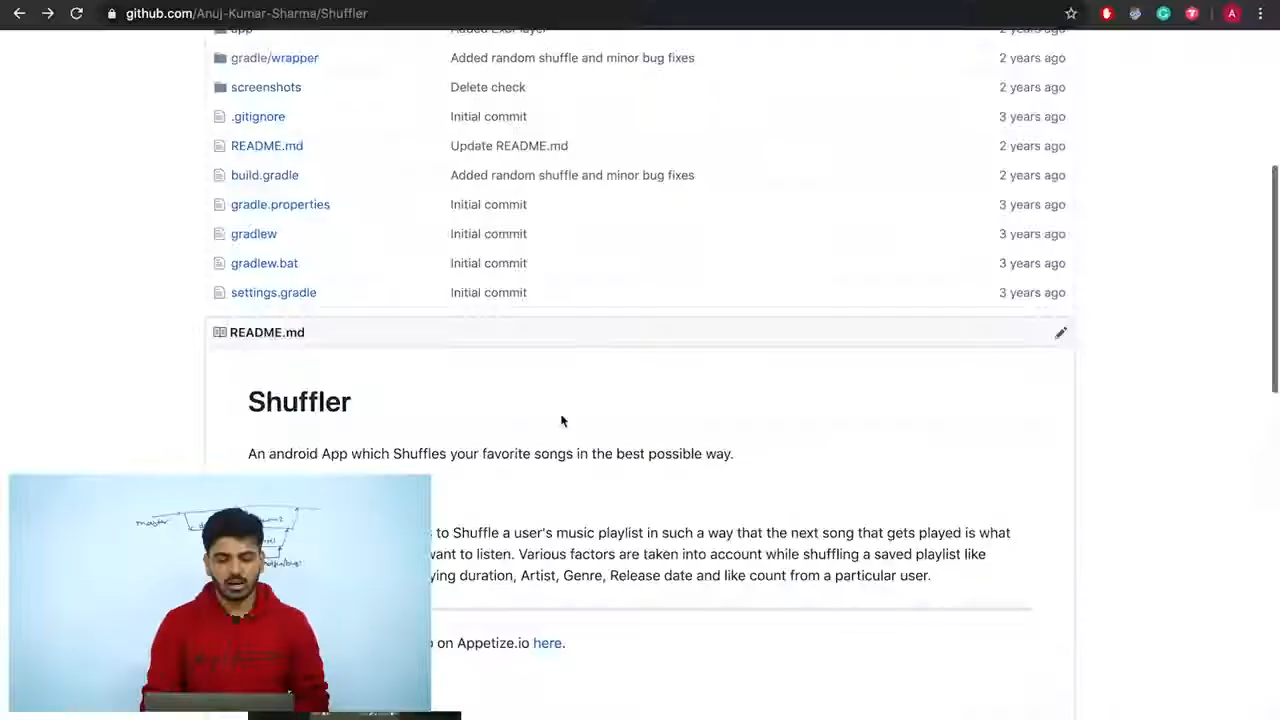 github.com/Anuj-Kumar-Sharma/Shuffler
A
app Added ExoPlayer 2 years ago
gradle/wrapper Added random shuffle and minor bug fixes 2 years ago
screenshots Delete check 2 years ago
.gitignore Initial commit 3 years ago
README.md Update README.md 2 years ago
build.gradle Added random shuffle and minor bug fixes 2 years ago
gradle.properties Initial commit 3 years ago
gradlew Initial commit 3 years ago
gradlew.bat Initial commit 3 years ago
settings.gradle Initial commit 3 years ago
README.md
Shuffler
An android App which Shuffles your favorite songs in the best possible way.
to Shuffle a user's music playlist in such a way that the next song that gets played is what
want to listen. Various factors are taken into account while shuffling a saved playlist like
ying duration, Artist, Genre, Release date and like count from a particular user.
on Appetize.io here.
master